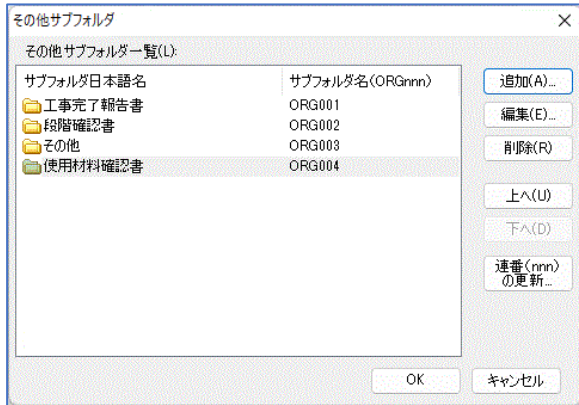 その他サブフォルダ
その他サブフォルダ一覧(L):
サブフォルダ日本語名 サブフォルダ名(ORGnnn)
工事完了報告書 ORG001
段階確認書 ORG002
その他 ORG003
使用材料確認書 ORG004
追加(A)...
編集(E)...
削除(R)
上へ(U)
下へ(D)
連番(nnn)
の更新...
OK キャンセル